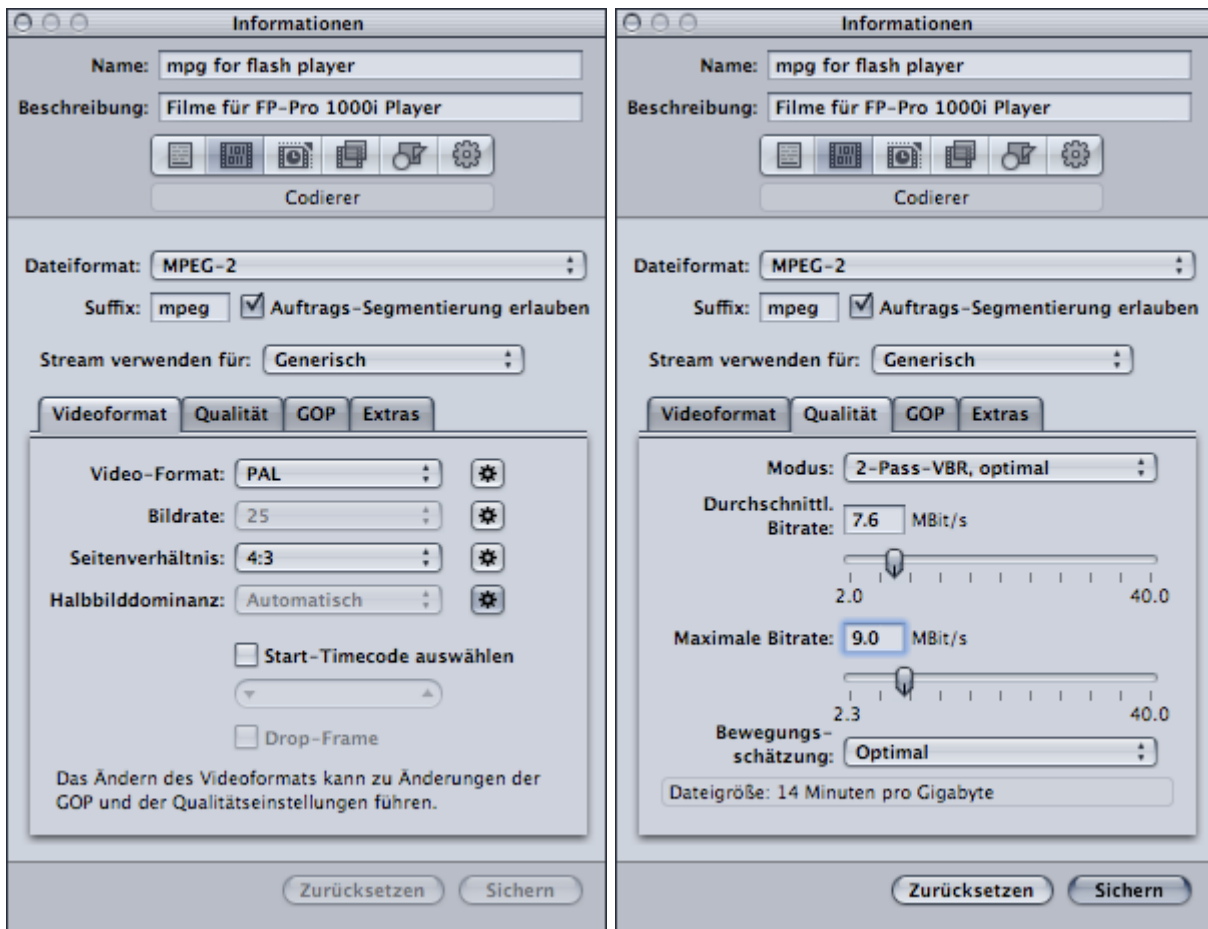 Informationen
Name: mpg for flash player
Beschreibung: Filme für FP-Pro 1000i Player
Codierer
Dateiformat: MPEG-2
Suffix: mpeg Auftrags-Segmentierung erlauben
Stream verwenden für: Generisch
Videoformat Qualität GOP Extras
Video-Format: PAL
Bildrate: 25
Seitenverhältnis: 4:3
Halbbilddominanz: Automatisch
Start-Timecode auswählen
Drop-Frame
Das Ändern des Videoformats kann zu Änderungen der
GOP und der Qualitätseinstellungen führen.
Zurücksetzen Sichern
Informationen
Name: mpg for flash player
Beschreibung: Filme für FP-Pro 1000i Player
Codierer
Dateiformat: MPEG-2
Suffix: mpeg Auftrags-Segmentierung erlauben
Stream verwenden für: Generisch
Videoformat Qualität GOP Extras
Modus: 2-Pass-VBR, optimal
Durchschnittl.
Bitrate: 7.6 MBit/s
2.0 40.0
Maximale Bitrate: 9.0 MBit/s
2.3 40.0
Bewegungs-
schätzung: Optimal
Dateigröße: 14 Minuten pro Gigabyte
Zurücksetzen Sichern